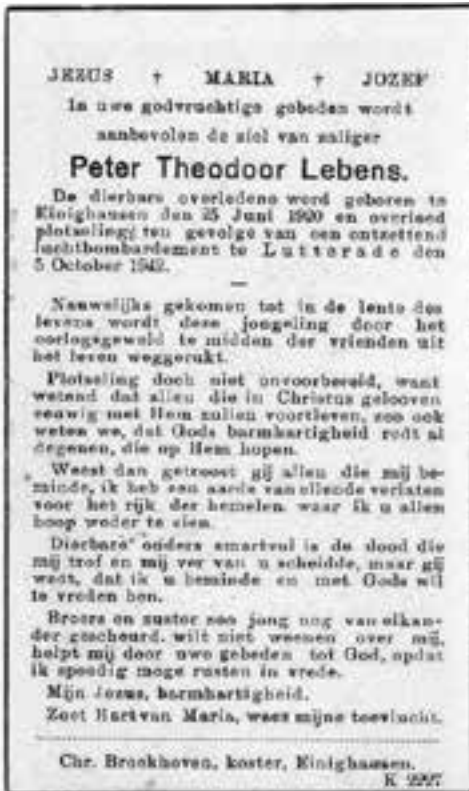 JEZUS † MARIA † JOZEF
In uwe godvruchtige gebeden wordt
aanbevolen de ziel van zaliger
Peter Theodoor Lebens.
De dierbare overledene werd geboren te
Einighausen den 25 Juni 1920 en overleed
plotseling ten gevolge van een ontzettend
luchtbombardement te Lutterade den
5 October 1942.
Nauwelijks gekomen tot in de lente des
levens wordt deze jongeling door het
oorlogsgeweld te midden der vrienden uit
het leven weggerukt.
Plotseling doch niet onvoorbereid, want
wetend dat allen die in Christus gelooven
eeuwig met Hem zullen voortleven, zoo ook
weten we, dat Gods barmhartigheid redt al
degenen, die op Hem hopen.
Weest dan getroost gij allen die mij be-
minde, ik heb een aarde van ellende verlaten
voor het rijk der hemelen waar ik u allen
hoop weder te zien.
Dierbare ouders smartvol is de dood die
mij trof en mij ver van u scheidde, maar gij
weet, dat ik u beminde en met Gods wil
te vreden ben.
Broers en zuster zoo jong nog van elkan-
der gescheurd, wilt niet weenen over mij,
helpt mij door uwe gebeden tot God, opdat
ik spoedig moge rusten in vrede.
Mijn Jezus, barmhartigheid.
Zoet Hart van Maria, wees mijne toevlucht.
Chr. Broekhoven, koster, Einighausen.
K 2227